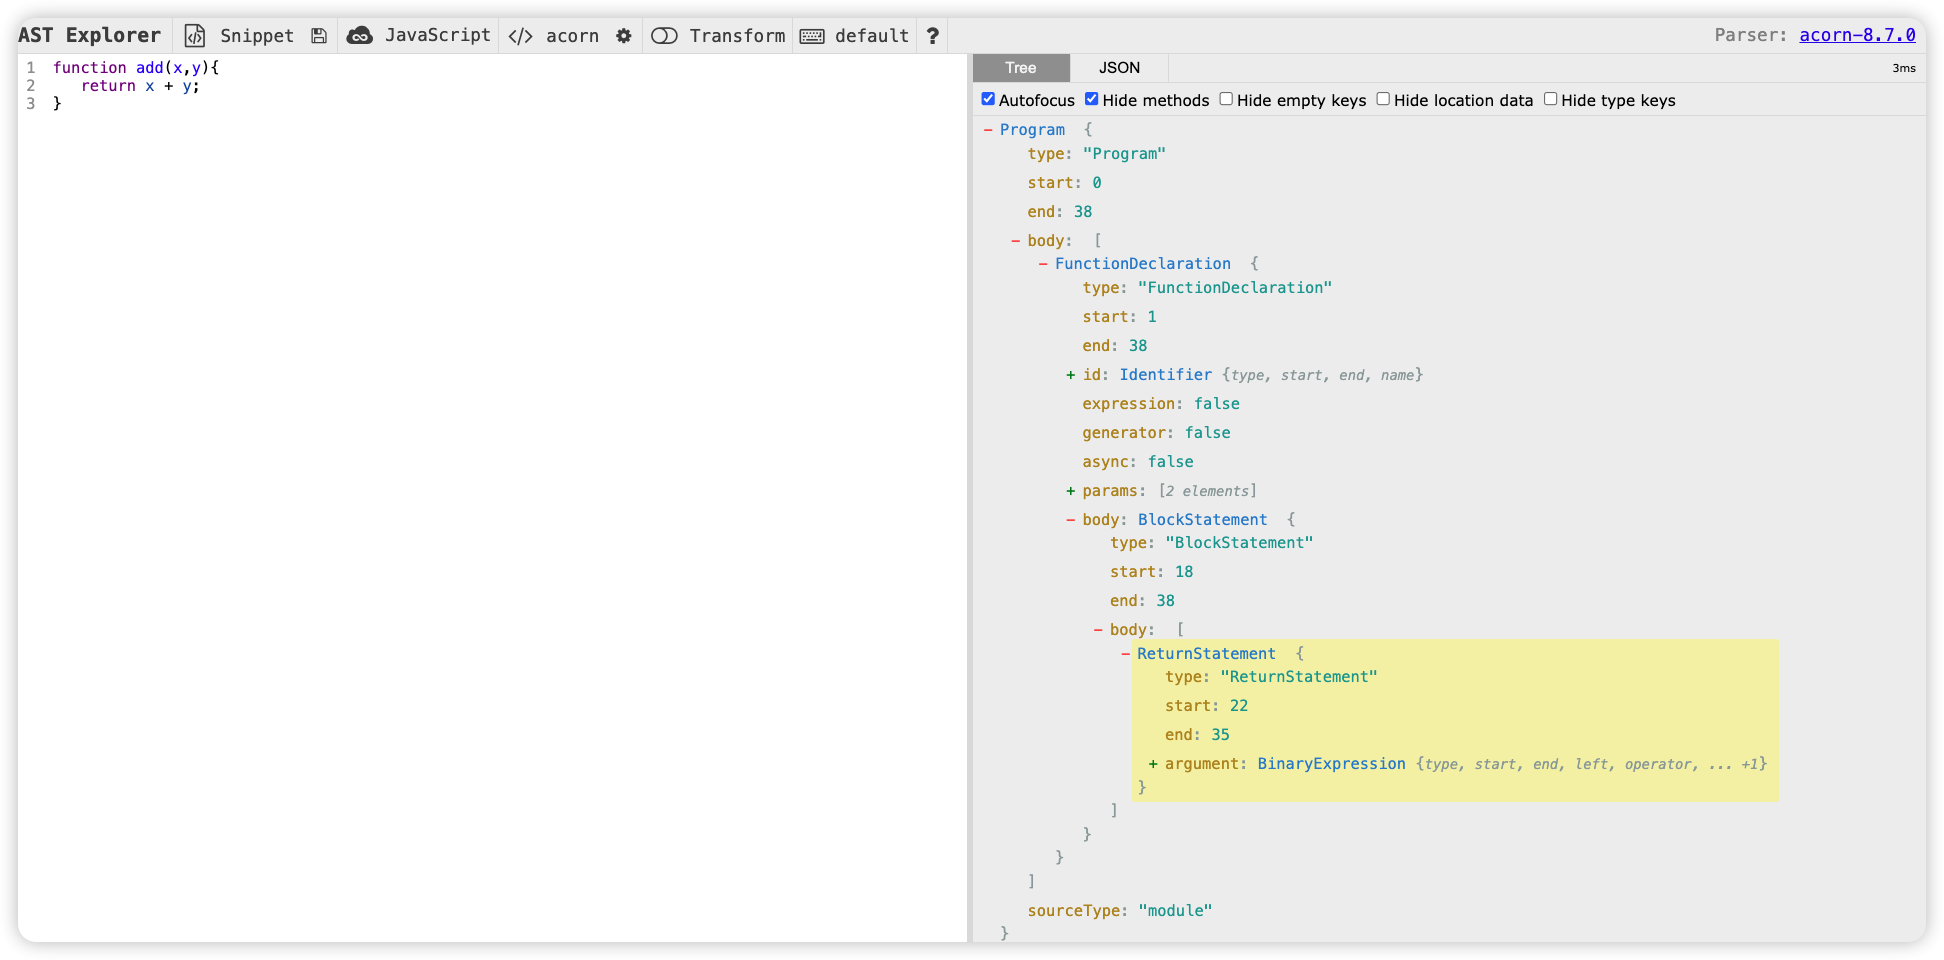 AST Explorer Snippet JavaScript </> acorn Transform default ? Parser: acorn-8.7.0
1 function add(x,y){
2 return x + y;
3 }
Tree JSON 3ms
Autofocus Hide methods Hide empty keys Hide location data Hide type keys
− Program {
type: "Program"
start: 0
end: 38
− body: [
− FunctionDeclaration {
type: "FunctionDeclaration"
start: 1
end: 38
+ id: Identifier {type, start, end, name}
expression: false
generator: false
async: false
+ params: [2 elements]
− body: BlockStatement {
type: "BlockStatement"
start: 18
end: 38
− body: [
− ReturnStatement {
type: "ReturnStatement"
start: 22
end: 35
+ argument: BinaryExpression {type, start, end, left, operator, ... +1}
}
]
}
}
]
sourceType: "module"
}